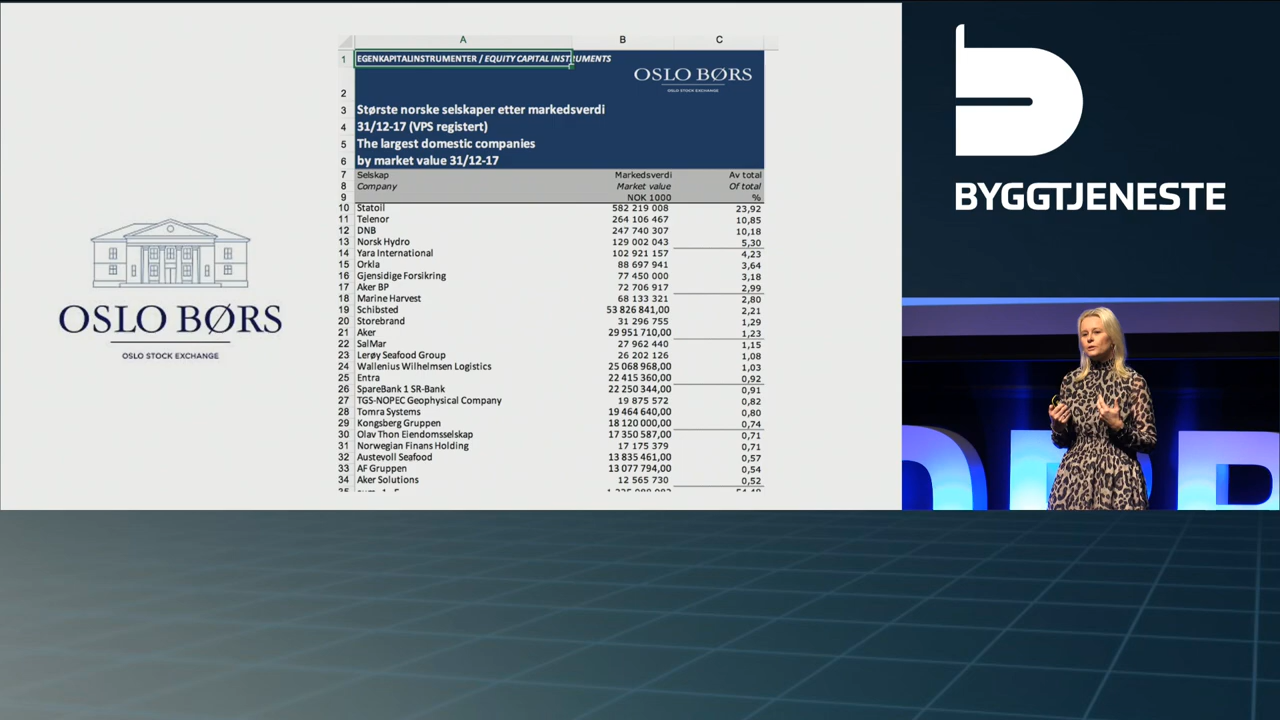 A B C
1 EGENKAPITALINSTRUMENTER / EQUITY CAPITAL INSTRUMENTS
OSLO BØRS
OSLO STOCK EXCHANGE
2
3 Største norske selskaper etter markedsverdi
4 31/12-17 (VPS registert)
5 The largest domestic companies
6 by market value 31/12-17
7 Selskap Markedsverdi Av total
8 Company Market value Of total
9 NOK 1000 %
10 Statoil 582 219 008 23,92
11 Telenor 264 106 467 10,85
12 DNB 247 740 307 10,18
13 Norsk Hydro 129 002 043 5,30
14 Yara International 102 921 157 4,23
15 Orkla 88 697 941 3,64
16 Gjensidige Forsikring 77 450 000 3,18
17 Aker BP 72 706 917 2,99
18 Marine Harvest 68 133 321 2,80
19 Schibsted 53 826 841,00 2,21
20 Storebrand 31 296 755 1,29
21 Aker 29 951 710,00 1,23
22 SalMar 27 962 440 1,15
23 Lerøy Seafood Group 26 202 126 1,08
24 Wallenius Wilhelmsen Logistics 25 068 968,00 1,03
25 Entra 22 415 360,00 0,92
26 SpareBank 1 SR-Bank 22 250 344,00 0,91
27 TGS-NOPEC Geophysical Company 19 875 572 0,82
28 Tomra Systems 19 464 640,00 0,80
29 Kongsberg Gruppen 18 120 000,00 0,74
30 Olav Thon Eiendomsselskap 17 350 587,00 0,71
31 Norwegian Finans Holding 17 175 379 0,71
32 Austevoll Seafood 13 835 461,00 0,57
33 AF Gruppen 13 077 794,00 0,54
34 Aker Solutions 12 565 730 0,52
OSLO BØRS
OSLO STOCK EXCHANGE
BYGGTJENESTE